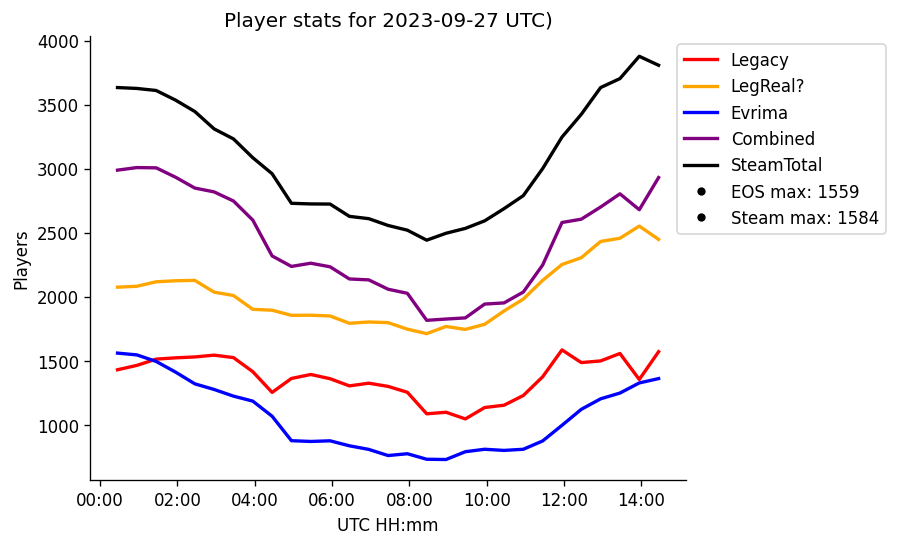 Player stats for 2023-09-27 UTC)
4000
3500
3000
2500
2000
1500
1000
Players
00:00
02:00
04:00
06:00
08:00
10:00
12:00
14:00
UTC HH:mm
Legacy
LegReal?
Evrima
Combined
SteamTotal
EOS max: 1559
Steam max: 1584